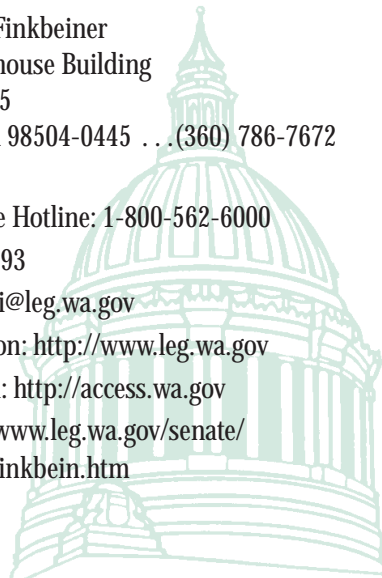 Finkbeiner
house Building
5
98504-0445 . . .(360) 786-7672
e Hotline: 1-800-562-6000
93
i@leg.wa.gov
on: http://www.leg.wa.gov
: http://access.wa.gov
www.leg.wa.gov/senate/
inkbein.htm